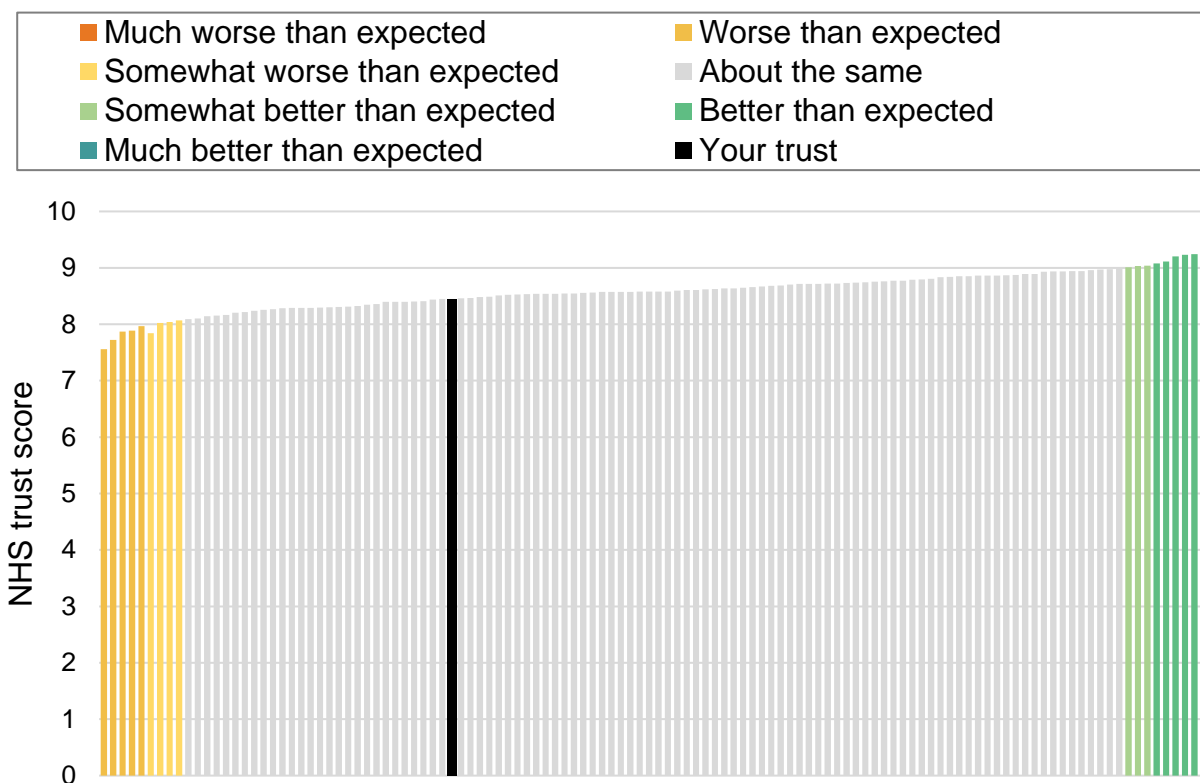 Much worse than expected
Worse than expected
Somewhat worse than expected
About the same
Somewhat better than expected
Better than expected
Much better than expected
Your trust
10
9
8
7
6
5
4
3
2
1
0
NHS trust score